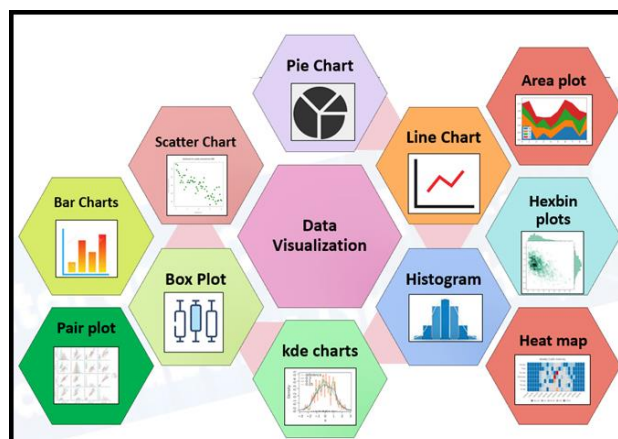 Pie Chart
Area plot
Scatter Chart
Line Chart
Bar Charts
Data
Visualization
Hexbin
plots
Box Plot
Histogram
Pair plot
kde charts
Heat map